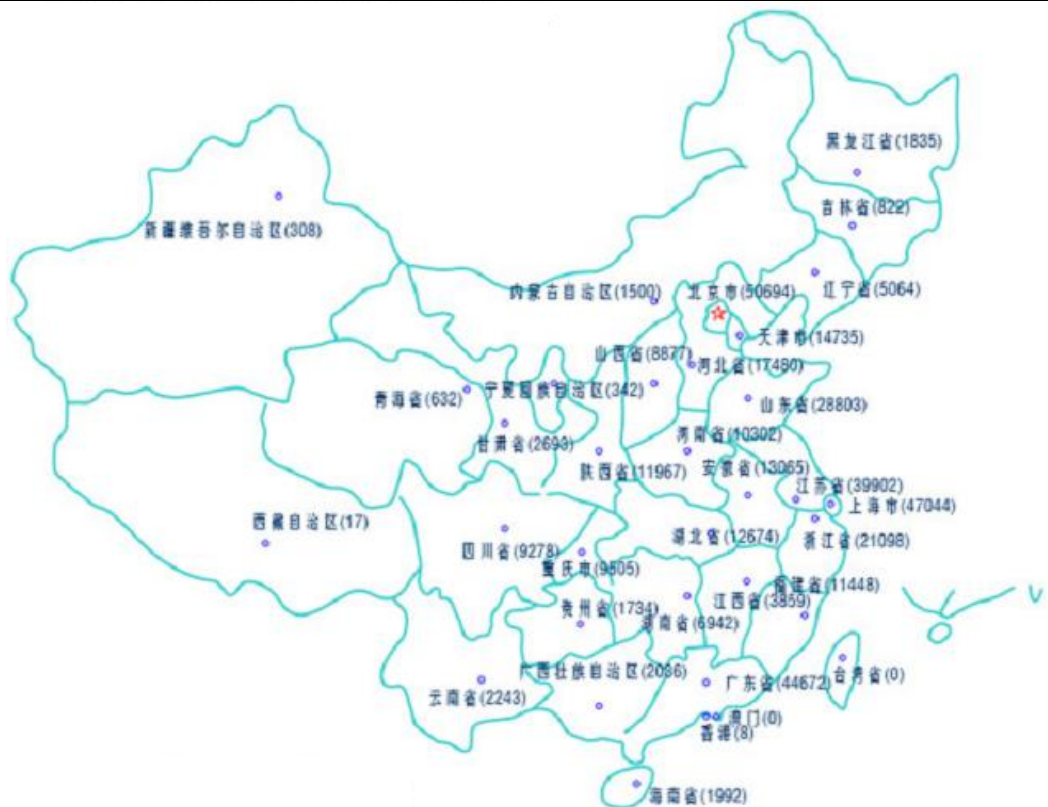 黑龙江省(1835)
吉林省(822)
新疆维吾尔自治区(308)
内蒙古自治区(1500)
北京市(50694)
辽宁省(5064)
天津市(14735)
山西省(8877)
河北省(17480)
青海省(632)
宁夏回族自治区(342)
山东省(28803)
甘肃省(2693)
河南省(10302)
陕西省(11967)
安徽省(13065)
江苏省(39902)
上海市(47044)
西藏自治区(17)
湖北省(12674)
浙江省(21098)
四川省(9278)
重庆市(9505)
福建省(11448)
江西省(3859)
贵州省(1734)
湖南省(6942)
广西壮族自治区(2036)
台湾省(0)
广东省(44672)
云南省(2243)
澳门(0)
香港(8)
海南省(1992)